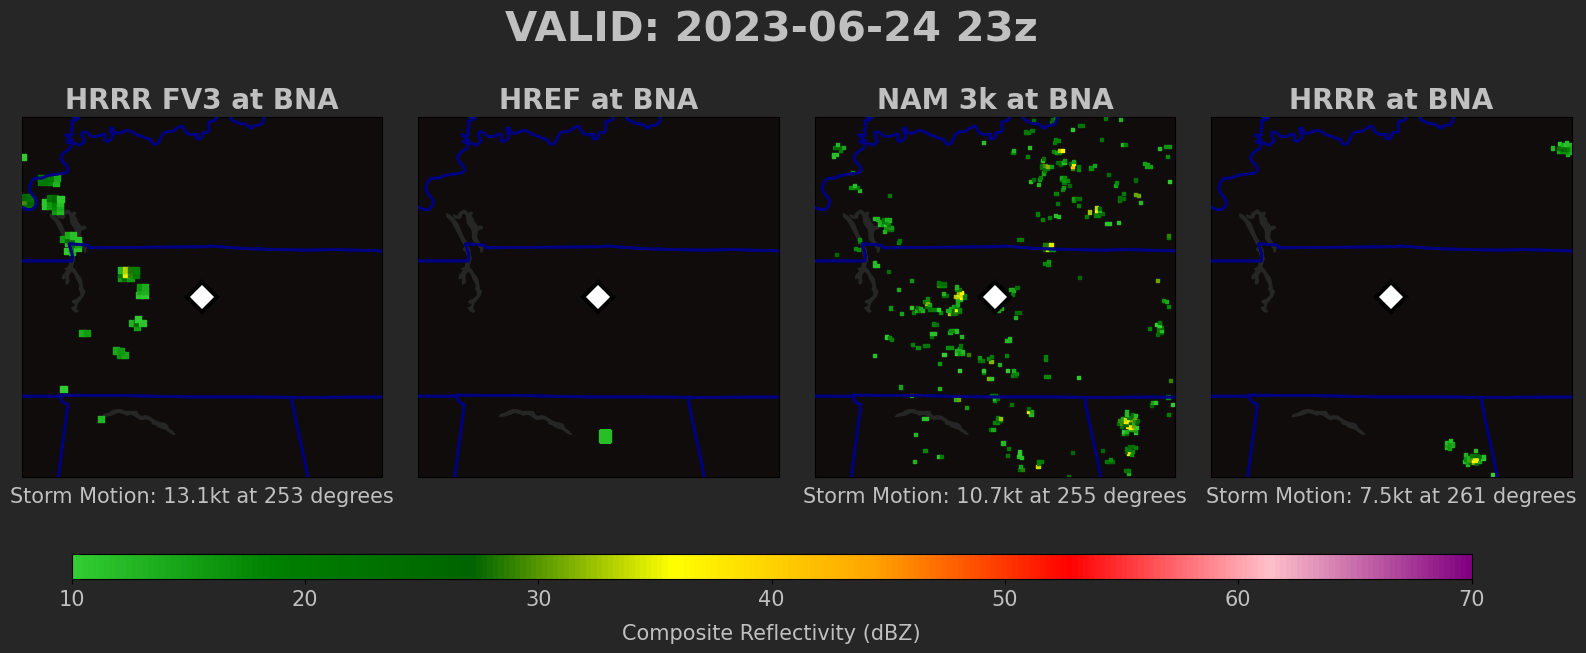 VALID: 2023-06-24 23z
HRRR FV3 at BNA
HREF at BNA
NAM 3k at BNA
HRRR at BNA
Storm Motion: 13.1kt at 253 degrees
Storm Motion: 10.7kt at 255 degrees
Storm Motion: 7.5kt at 261 degrees
10 20 30 40 50 60 70
Composite Reflectivity (dBZ)